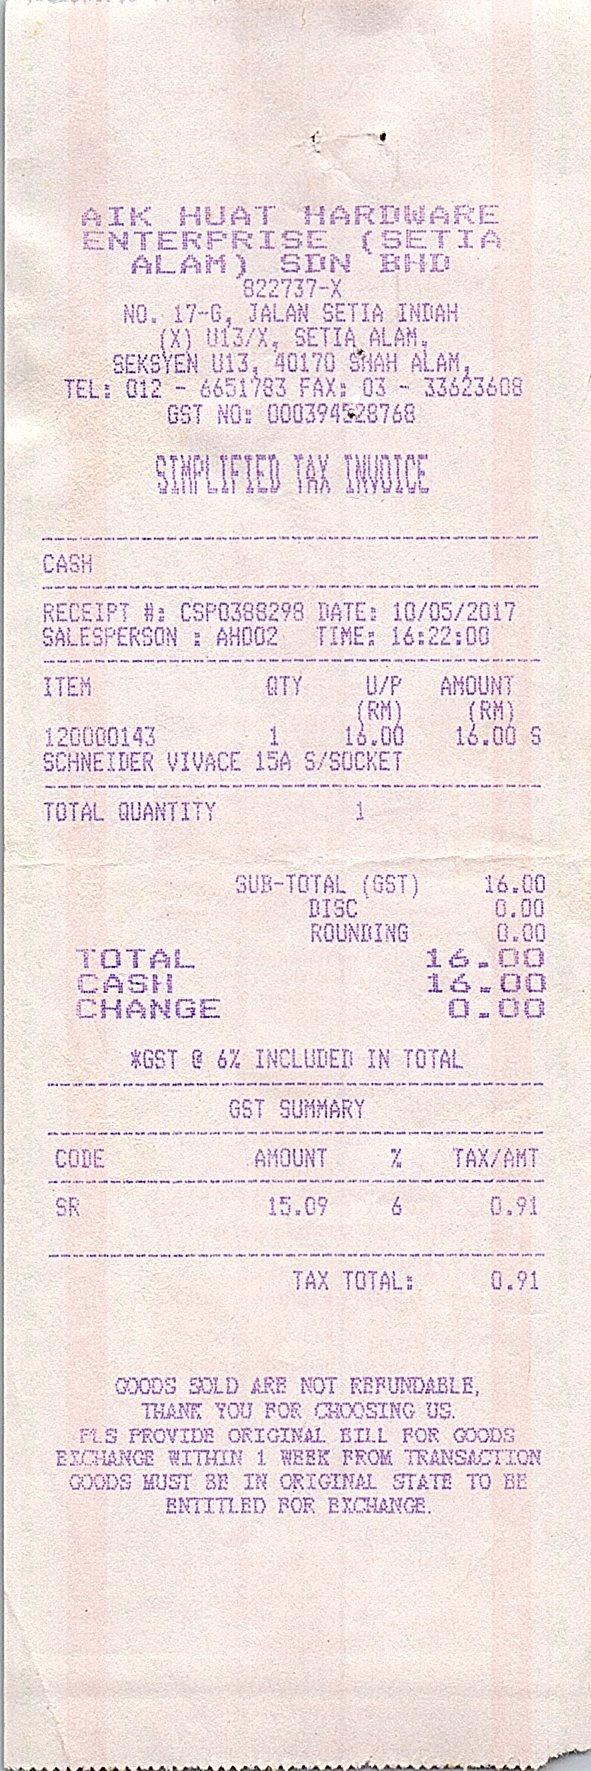 AIK HUAT HARDWARE
ENTERPRISE (SETIA
ALAM) SDN BHD
822737-X
NO. 17-G, JALAN SETIA INDAH
(X) U13/X, SETIA ALAM,
SEKSYEN U13, 40170 SHAH ALAM,
TEL: 012 - 6651783 FAX: 03 - 33623608
GST NO: 000394528768
SIMPLIFIED TAX INVOICE
CASH
RECEIPT #: CSP0388298 DATE: 10/05/2017
SALESPERSON : AH002 TIME: 16:22:00
ITEM QTY U/P AMOUNT
(RM) (RM)
120000143 1 16.00 16.00 S
SCHNEIDER VIVACE 15A S/SOCKET
TOTAL QUANTITY 1
SUB-TOTAL (GST) 16.00
DISC 0.00
ROUNDING 0.00
TOTAL 16.00
CASH 16.00
CHANGE 0.00
*GST @ 6% INCLUDED IN TOTAL
GST SUMMARY
CODE AMOUNT % TAX/AMT
SR 15.09 6 0.91
TAX TOTAL: 0.91
GOODS SOLD ARE NOT REFUNDABLE,
THANK YOU FOR CHOOSING US.
PLS PROVIDE ORIGINAL BILL FOR GOODS
EXCHANGE WITHIN 1 WEEK FROM TRANSACTION
GOODS MUST BE IN ORIGINAL STATE TO BE
ENTITLED FOR EXCHANGE.